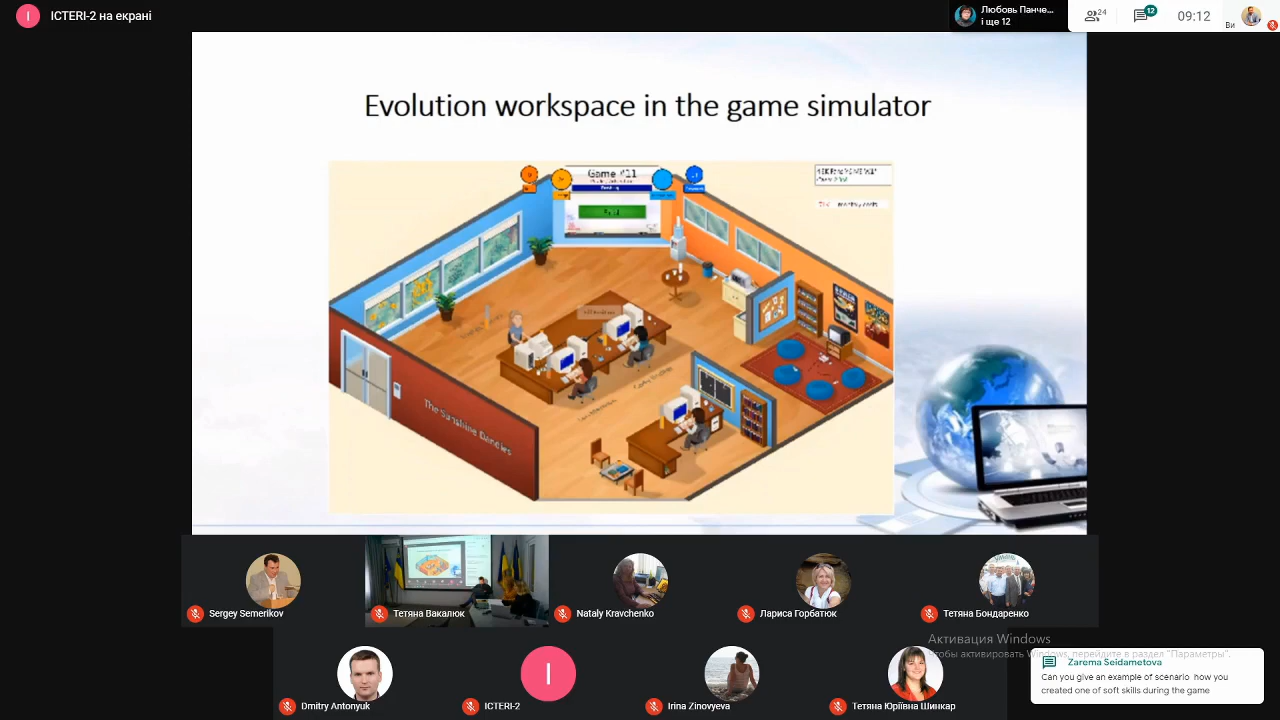 ICTERI-2 на екрані
Любовь Панче...
і ще 12
24
12
09:12
Ви
Evolution workspace in the game simulator
Game #11
The Sanshine Dandies
Sergey Semerikov
Тетяна Вакалюк
Nataly Kravchenko
Лариса Горбатюк
Тетяна Бондаренко
Dmitry Antonyuk
I
ICTERI-2
Irina Zinovyeva
Тетяна Юріївна Шинкар
Активация Windows
Чтобы активировать Windows, перейдите в раздел "Параметры".
Zarema Seidametova
Can you give an example of scenario how you
created one of soft skills during the game